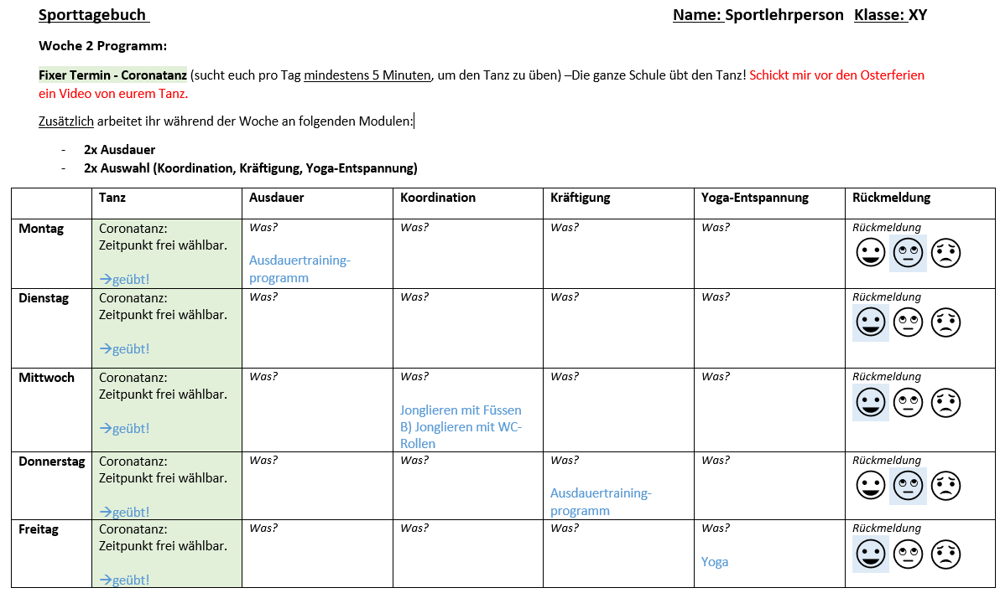 Sporttagebuch Name: Sportlehrperson Klasse: XY
Woche 2 Programm:
Fixer Termin - Coronatanz (sucht euch pro Tag mindestens 5 Minuten, um den Tanz zu üben) –Die ganze Schule übt den Tanz! Schickt mir vor den Osterferien
ein Video von eurem Tanz.
Zusätzlich arbeitet ihr während der Woche an folgenden Modulen:
- 2x Ausdauer
- 2x Auswahl (Koordination, Kräftigung, Yoga-Entspannung)
Tanz Ausdauer Koordination Kräftigung Yoga-Entspannung Rückmeldung
Montag
Coronatanz:
Zeitpunkt frei wählbar.
→geübt!
Was?
Ausdauertraining-
programm
Was?
Was?
Was?
Rückmeldung
Dienstag
Coronatanz:
Zeitpunkt frei wählbar.
→geübt!
Was?
Was?
Was?
Was?
Rückmeldung
Mittwoch
Coronatanz:
Zeitpunkt frei wählbar.
→geübt!
Was?
Was?
Jonglieren mit Füssen
B) Jonglieren mit WC-
Rollen
Was?
Was?
Rückmeldung
Donnerstag
Coronatanz:
Zeitpunkt frei wählbar.
→geübt!
Was?
Was?
Was?
Ausdauertraining-
programm
Was?
Rückmeldung
Freitag
Coronatanz:
Zeitpunkt frei wählbar.
→geübt!
Was?
Was?
Was?
Was?
Yoga
Rückmeldung